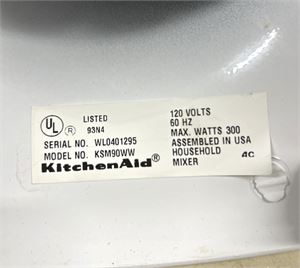 UL ® LISTED
93N4
SERIAL NO. WL0401295
MODEL NO. KSM90WW
KitchenAid®
120 VOLTS
60 HZ
MAX. WATTS 300
ASSEMBLED IN USA
HOUSEHOLD 4C
MIXER